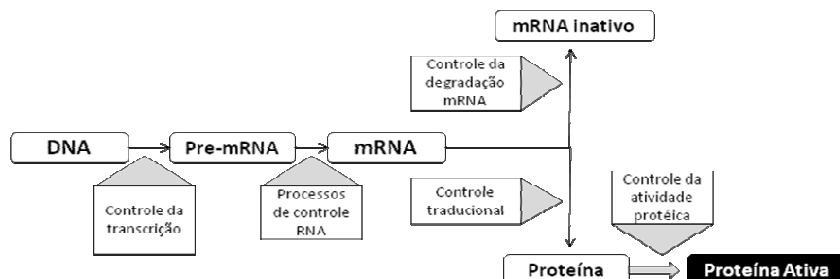 mRNA inativo
Controle da
degradação
mRNA
DNA
Pre-mRNA
mRNA
Controle da
transcrição
Processos
de controle
RNA
Controle
traducional
Controle da
atividade
protéica
Proteína
Proteína Ativa